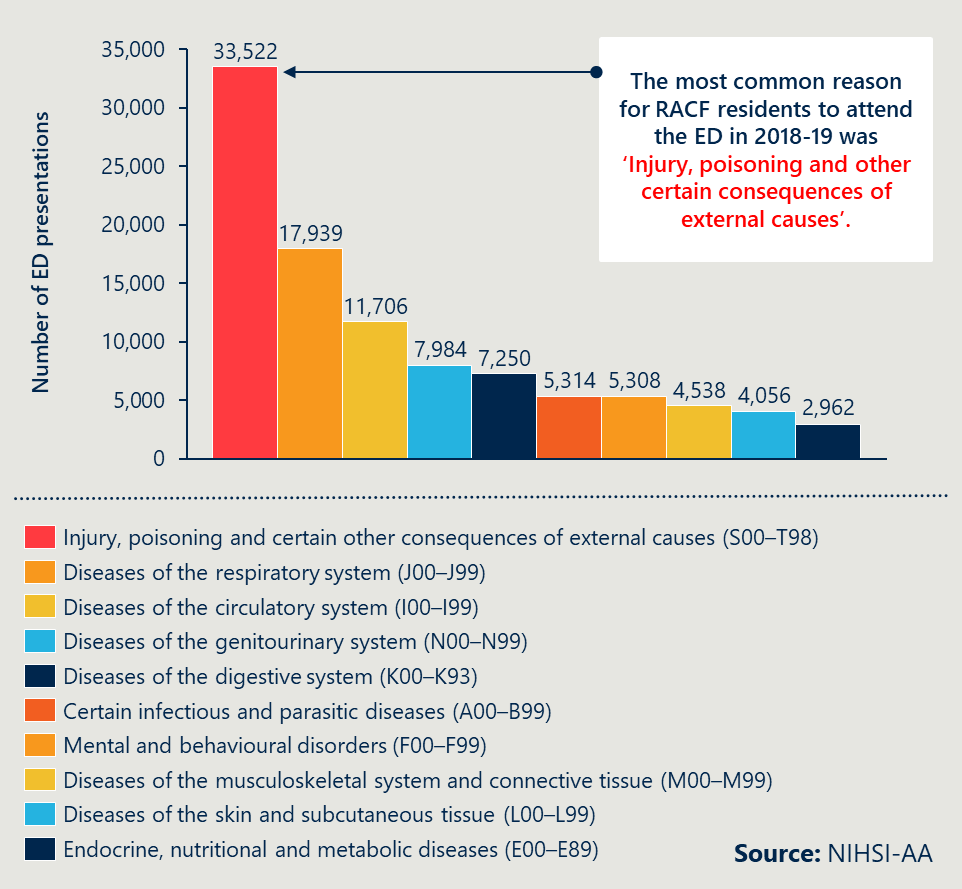 35,000
30,000
25,000
20,000
15,000
10,000
5,000
0
Number of ED presentations
33,522
17,939
11,706
7,984
7,250
5,314
5,308
4,538
4,056
2,962
The most common reason
for RACF residents to attend
the ED in 2018-19 was
‘Injury, poisoning and other
certain consequences of
external causes’.
Injury, poisoning and certain other consequences of external causes (S00–T98)
Diseases of the respiratory system (J00–J99)
Diseases of the circulatory system (I00–I99)
Diseases of the genitourinary system (N00–N99)
Diseases of the digestive system (K00–K93)
Certain infectious and parasitic diseases (A00–B99)
Mental and behavioural disorders (F00–F99)
Diseases of the musculoskeletal system and connective tissue (M00–M99)
Diseases of the skin and subcutaneous tissue (L00–L99)
Endocrine, nutritional and metabolic diseases (E00–E89)
Source: NIHSI-AA